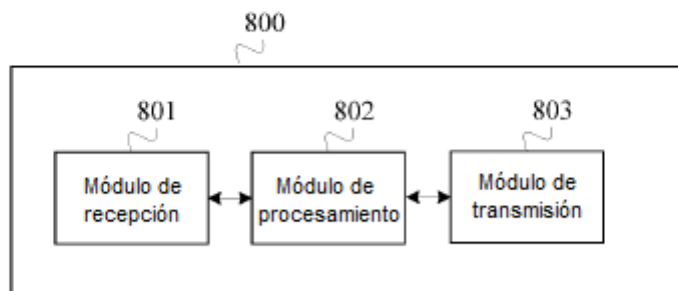 800
801
802
803
Módulo de
recepción
Módulo de
procesamiento
Módulo de
transmisión